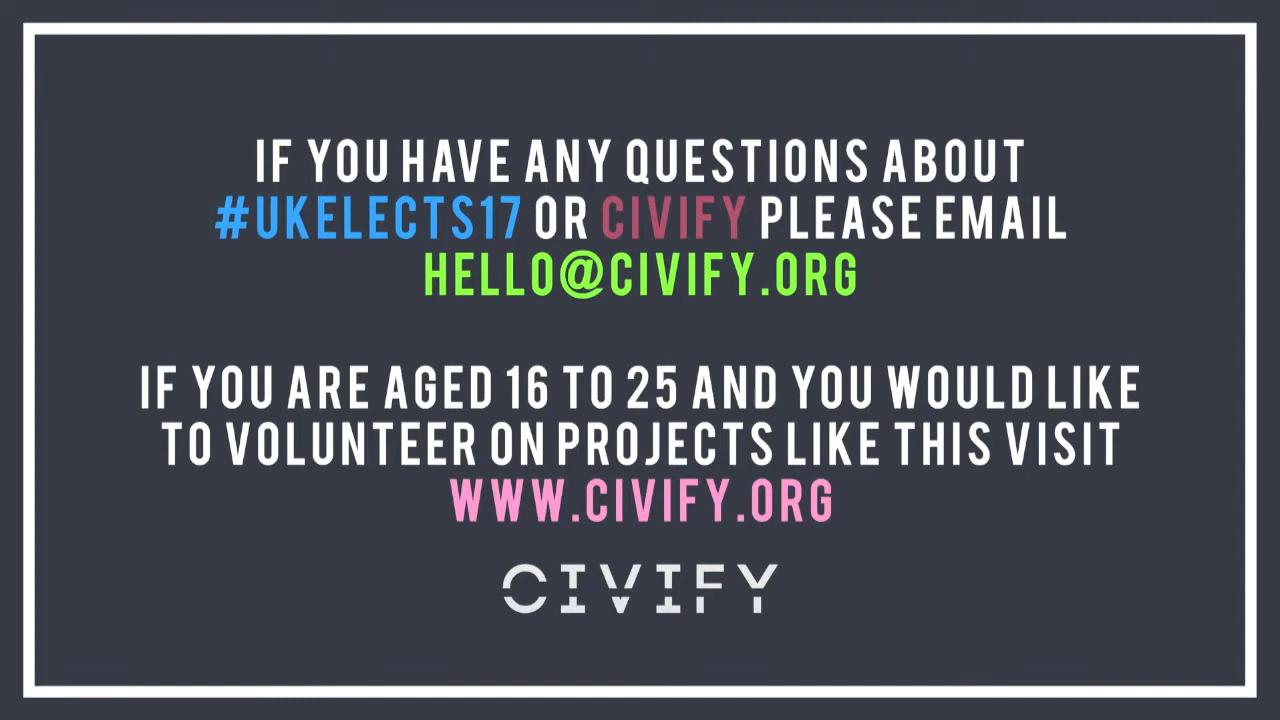 IF YOU HAVE ANY QUESTIONS ABOUT
#UKELECTS17 OR CIVIFY PLEASE EMAIL
HELLO@CIVIFY.ORG
IF YOU ARE AGED 16 TO 25 AND YOU WOULD LIKE
TO VOLUNTEER ON PROJECTS LIKE THIS VISIT
WWW.CIVIFY.ORG
CIVIFY